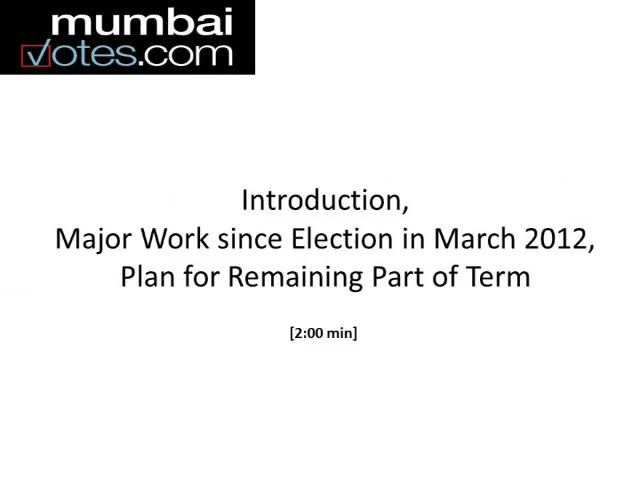 mumbai
votes.com
Introduction,
Major Work since Election in March 2012,
Plan for Remaining Part of Term
[2:00 min]